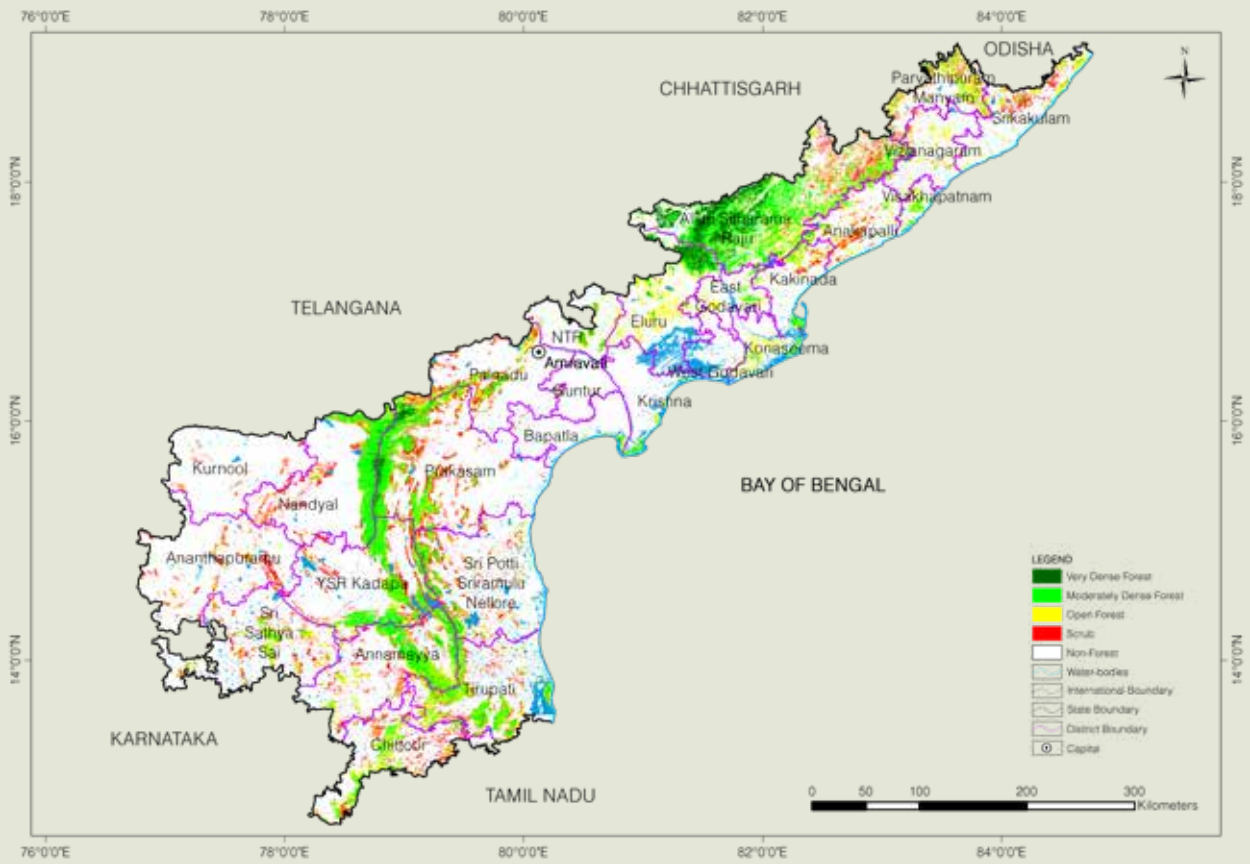 76°0'0"E 78°0'0"E 80°0'0"E 82°0'0"E 84°0'0"E
ODISHA
N
CHHATTISGARH
Parvathipuram
Manyam
Srikakulam
Vizianagaram
18°0'0"N 18°0'0"N
Visakhapatnam
Alluri Sitharama
Raju
Anakapalli
Kakinada
East
Godavari
TELANGANA
Eluru
NTR
Konaseema
Amravati
West Godavari
Palnadu
Guntur
Krishna
16°0'0"N 16°0'0"N
Bapatla
Kurnool
Prakasam
BAY OF BENGAL
Nandyal
Ananthapuramu
Sri Potti
Sriramulu
Nellore
YSR Kadapa
Sri
Sathya
Sai
14°0'0"N 14°0'0"N
Annamayya
Tirupati
KARNATAKA
Chittoor
TAMIL NADU
LEGEND
Very Dense Forest
Moderately Dense Forest
Open Forest
Scrub
Non-Forest
Water-bodies
International Boundary
State Boundary
District Boundary
Capital
0 50 100 200 300
Kilometers
76°0'0"E 78°0'0"E 80°0'0"E 82°0'0"E 84°0'0"E